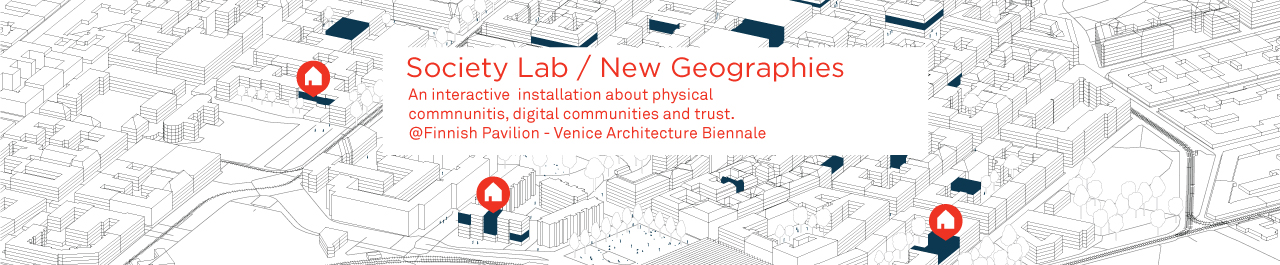 Society Lab / New Geographies
An interactive  installation about physical
commnunitis, digital communities and trust.
@Finnish Pavilion - Venice Architecture Biennale